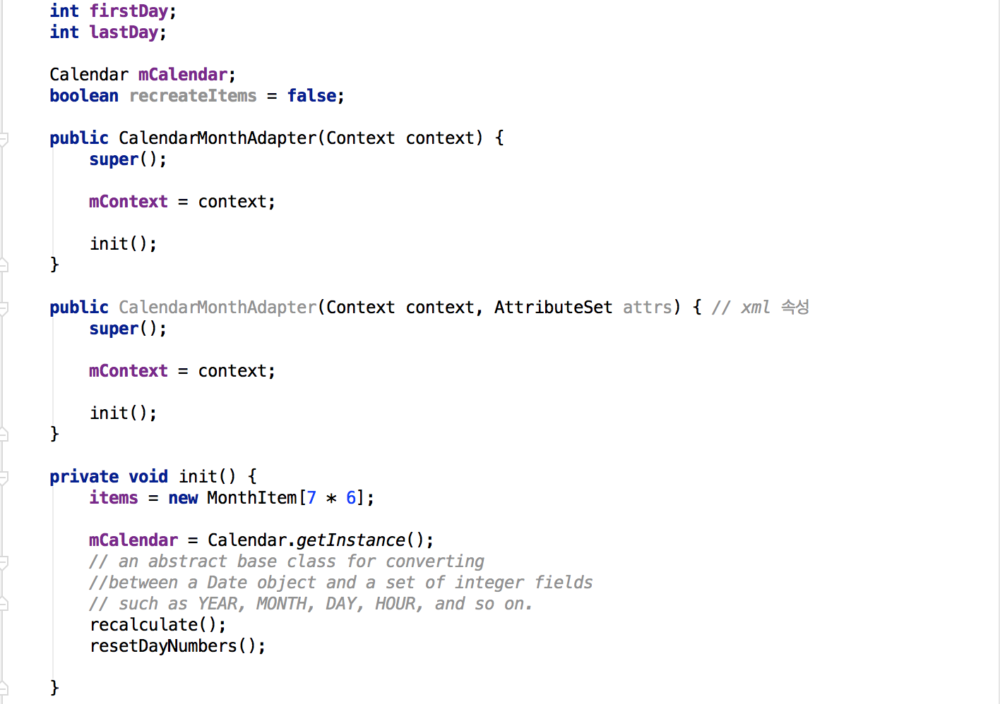 int firstDay;
int lastDay;
Calendar mCalendar;
boolean recreateItems = false;
public CalendarMonthAdapter(Context context) {
super();
mContext = context;
init();
}
public CalendarMonthAdapter(Context context, AttributeSet attrs) { // xml 속성
super();
mContext = context;
init();
}
private void init() {
items = new MonthItem[7 * 6];
mCalendar = Calendar.getInstance();
// an abstract base class for converting
//between a Date object and a set of integer fields
// such as YEAR, MONTH, DAY, HOUR, and so on.
recalculate();
resetDayNumbers();
}